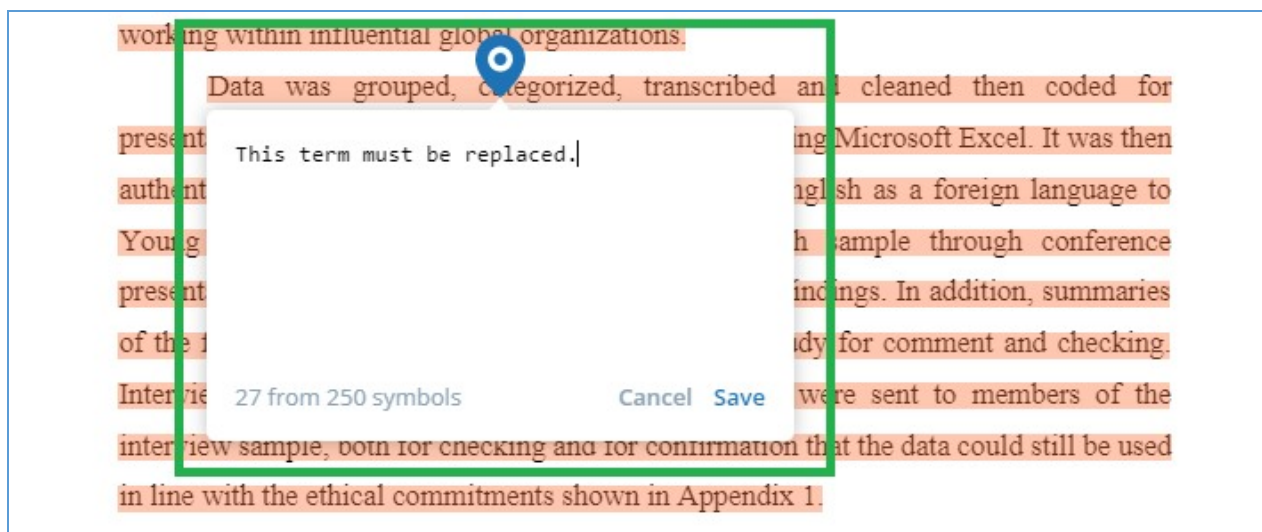 working within influential global organizations.
Data was grouped, categorized, transcribed and cleaned then coded for
present ing Microsoft Excel. It was then
This term must be replaced.
authent nglish as a foreign language to
Young h sample through conference
present indings. In addition, summaries
of the f dy for comment and checking.
Intervie were sent to members of the
27 from 250 symbols Cancel Save
interview sample, both for checking and for confirmation that the data could still be used
in line with the ethical commitments shown in Appendix 1.